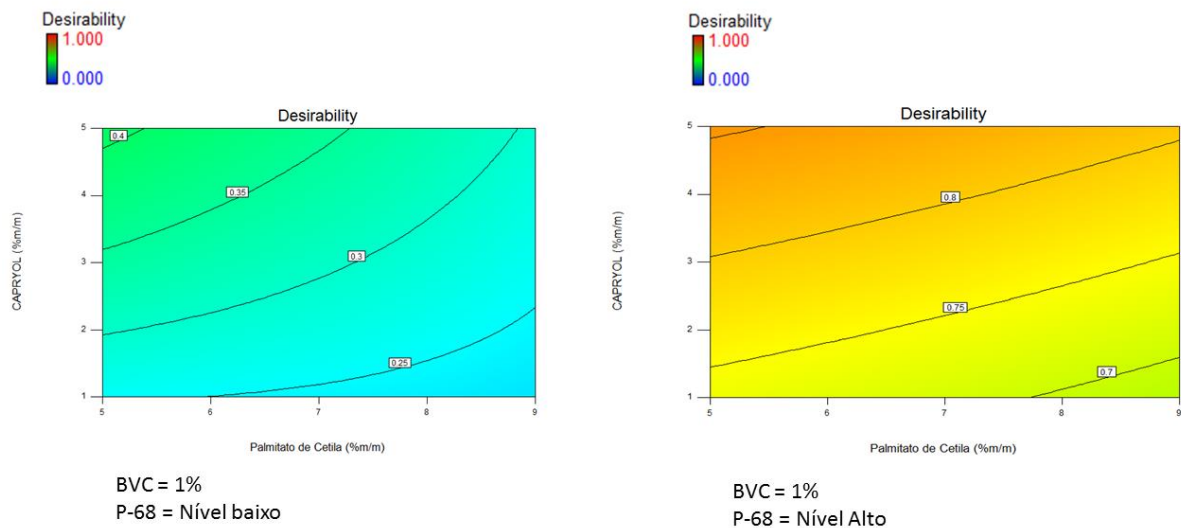 Desirability
1.000
0.000
Desirability
5
4
3
2
1
CAPRYOL (%m/m)
0.4
0.35
0.3
0.25
5 6 7 8 9
Palmitato de Cetila (%m/m)
BVC = 1%
P-68 = Nível baixo
Desirability
1.000
0.000
Desirability
5
4
3
2
1
CAPRYOL (%m/m)
0.8
0.75
0.7
5 6 7 8 9
Palmitato de Cetila (%m/m)
BVC = 1%
P-68 = Nível Alto